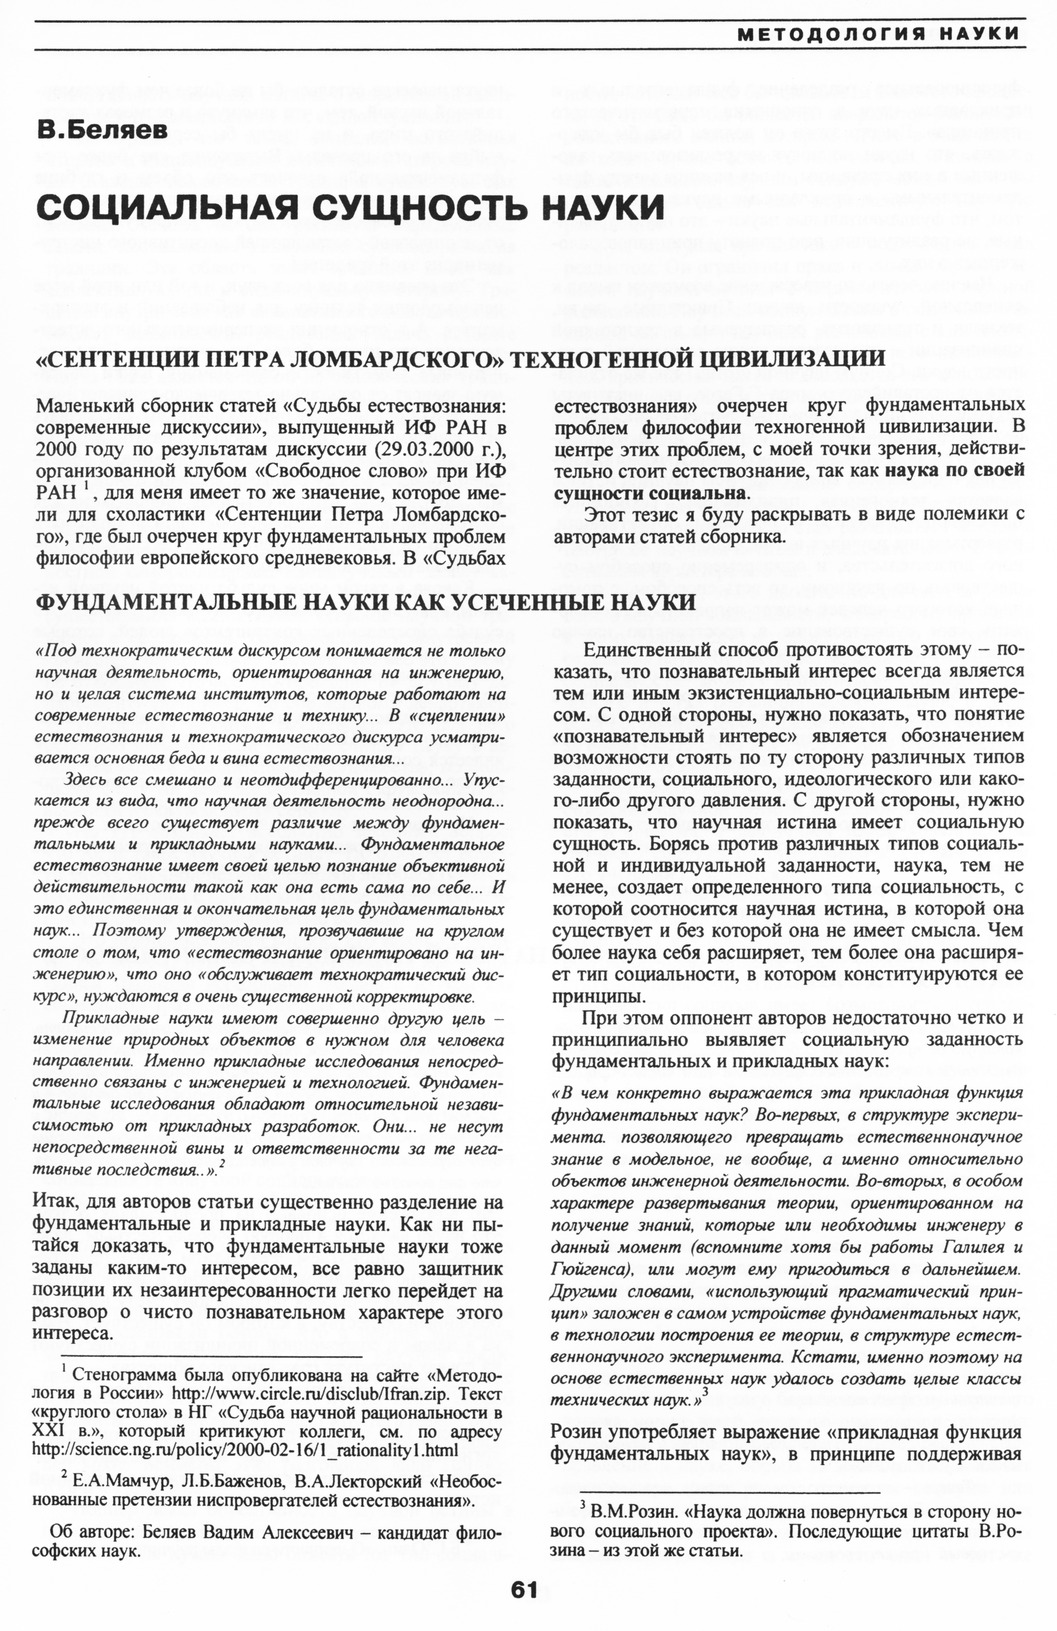 МЕТОДОЛОГИЯ НАУКИ
В.Беляев
СОЦИАЛЬНАЯ СУЩНОСТЬ НАУКИ
«СЕНТЕНЦИИ ПЕТРА ЛОМБАРДСКОГО» ТЕХНОГЕННОЙ ЦИВИЛИЗАЦИИ
Маленький сборник статей «Судьбы естествознания:
современные дискуссии», выпущенный ИФ РАН в
2000 году по результатам дискуссии (29.03.2000 г.),
организованной клубом «Свободное слово» при ИФ
РАН ¹, для меня имеет то же значение, которое име-
ли для схоластики «Сентенции Петра Ломбардско-
го», где был очерчен круг фундаментальных проблем
философии европейского средневековья. В «Судьбах
естествознания» очерчен круг фундаментальных
проблем философии техногенной цивилизации. В
центре этих проблем, с моей точки зрения, действи-
тельно стоит естествознание, так как наука по своей
сущности социальна.
Этот тезис я буду раскрывать в виде полемики с
авторами статей сборника.
ФУНДАМЕНТАЛЬНЫЕ НАУКИ КАК УСЕЧЕННЫЕ НАУКИ
«Под технократическим дискурсом понимается не только
научная деятельность, ориентированная на инженерию,
но и целая система институтов, которые работают на
современные естествознание и технику... В «сцеплении»
естествознания и технократического дискурса усматри-
вается основная беда и вина естествознания...
Здесь все смешано и неотдифференцированно... Упус-
кается из вида, что научная деятельность неоднородна...
прежде всего существует различие между фундамен-
тальными и прикладными науками... Фундаментальное
естествознание имеет своей целью познание объективной
действительности такой как она есть сама по себе... И
это единственная и окончательная цель фундаментальных
наук... Поэтому утверждения, прозвучавшие на круглом
столе о том, что «естествознание ориентировано на ин-
женерию», что оно «обслуживает технократический дис-
курс», нуждаются в очень существенной корректировке.
Прикладные науки имеют совершенно другую цель –
изменение природных объектов в нужном для человека
направлении. Именно прикладные исследования непосред-
ственно связаны с инженерией и технологией. Фундамен-
тальные исследования обладают относительной незави-
симостью от прикладных разработок. Они... не несут
непосредственной вины и ответственности за те нега-
тивные последствия..».²
Итак, для авторов статьи существенно разделение на
фундаментальные и прикладные науки. Как ни пы-
тайся доказать, что фундаментальные науки тоже
заданы каким-то интересом, все равно защитник
позиции их незаинтересованности легко перейдет на
разговор о чисто познавательном характере этого
интереса.
¹ Стенограмма была опубликована на сайте «Методо-
логия в России» http://www.circle.ru/disclub/Ifran.zip. Текст
«круглого стола» в НГ «Судьба научной рациональности в
XXI в.», который критикуют коллеги, см. по адресу
http://science.ng.ru/policy/2000-02-16/1_rationality1.html
² Е.А.Мамчур, Л.Б.Баженов, В.А.Лекторский «Необос-
нованные претензии ниспровергателей естествознания».
Об авторе: Беляев Вадим Алексеевич – кандидат фило-
софских наук.
Единственный способ противостоять этому – по-
казать, что познавательный интерес всегда является
тем или иным экзистенциально-социальным интере-
сом. С одной стороны, нужно показать, что понятие
«познавательный интерес» является обозначением
возможности стоять по ту сторону различных типов
заданности, социального, идеологического или како-
го-либо другого давления. С другой стороны, нужно
показать, что научная истина имеет социальную
сущность. Борясь против различных типов социаль-
ной и индивидуальной заданности, наука, тем не
менее, создает определенного типа социальность, с
которой соотносится научная истина, в которой она
существует и без которой она не имеет смысла. Чем
более наука себя расширяет, тем более она расширя-
ет тип социальности, в котором конституируются ее
принципы.
При этом оппонент авторов недостаточно четко и
принципиально выявляет социальную заданность
фундаментальных и прикладных наук:
«В чем конкретно выражается эта прикладная функция
фундаментальных наук? Во-первых, в структуре экспери-
мента. позволяющего превращать естественнонаучное
знание в модельное, не вообще, а именно относительно
объектов инженерной деятельности. Во-вторых, в особом
характере развертывания теории, ориентированном на
получение знаний, которые или необходимы инженеру в
данный момент (вспомните хотя бы работы Галилея и
Гюйгенса), или могут ему пригодиться в дальнейшем.
Другими словами, «использующий прагматический прин-
цип» заложен в самом устройстве фундаментальных наук,
в технологии построения ее теории, в структуре естест-
веннонаучного эксперимента. Кстати, именно поэтому на
основе естественных наук удалось создать целые классы
технических наук.»³
Розин употребляет выражение «прикладная функция
фундаментальных наук», в принципе поддерживая
³ В.М.Розин. «Наука должна повернуться в сторону но-
вого социального проекта». Последующие цитаты В.Ро-
зина – из этой же статьи.
61